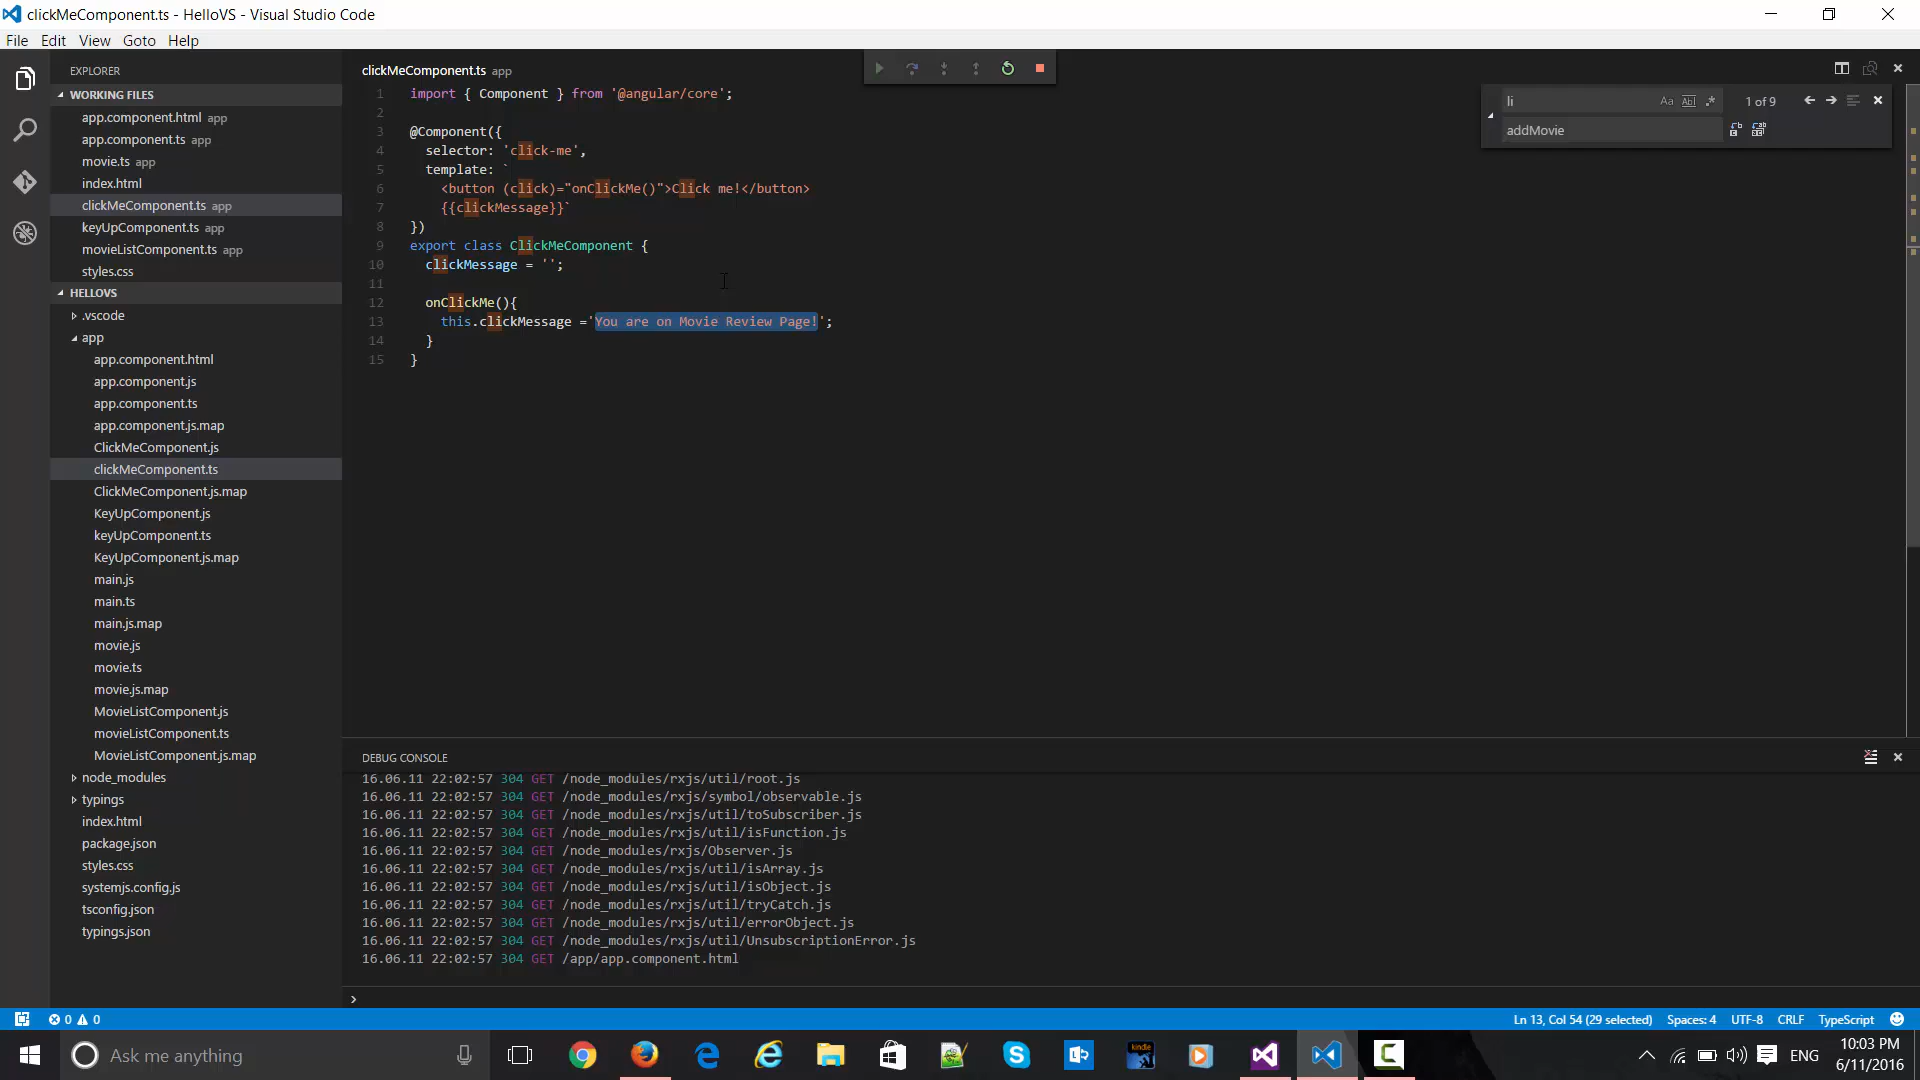 clickMeComponent.ts - HelloVS - Visual Studio Code
File Edit View Goto Help
EXPLORER
WORKING FILES
app.component.html app
app.component.ts app
movie.ts app
index.html
clickMeComponent.ts app
keyUpComponent.ts app
movieListComponent.ts app
styles.css
HELLOVS
.vscode
app
app.component.html
app.component.js
app.component.ts
app.component.js.map
ClickMeComponent.js
clickMeComponent.ts
ClickMeComponent.js.map
KeyUpComponent.js
keyUpComponent.ts
KeyUpComponent.js.map
main.js
main.ts
main.js.map
movie.js
movie.ts
movie.js.map
MovieListComponent.js
movieListComponent.ts
MovieListComponent.js.map
node_modules
typings
index.html
package.json
styles.css
systemjs.config.js
tsconfig.json
typings.json
clickMeComponent.ts app
1 import { Component } from '@angular/core';
2
3 @Component({
4 selector: 'click-me',
5 template: `
6 <button (click)="onClickMe()">Click me!</button>
7 {{clickMessage}}`
8 })
9 export class ClickMeComponent {
10 clickMessage = '';
11
12 onClickMe(){
13 this.clickMessage ='You are on Movie Review Page!';
14 }
15 }
li Aa Abl .* 1 of 9
addMovie
DEBUG CONSOLE
16.06.11 22:02:57 304 GET /node_modules/rxjs/util/root.js
16.06.11 22:02:57 304 GET /node_modules/rxjs/symbol/observable.js
16.06.11 22:02:57 304 GET /node_modules/rxjs/util/toSubscriber.js
16.06.11 22:02:57 304 GET /node_modules/rxjs/util/isFunction.js
16.06.11 22:02:57 304 GET /node_modules/rxjs/Observer.js
16.06.11 22:02:57 304 GET /node_modules/rxjs/util/isArray.js
16.06.11 22:02:57 304 GET /node_modules/rxjs/util/isObject.js
16.06.11 22:02:57 304 GET /node_modules/rxjs/util/tryCatch.js
16.06.11 22:02:57 304 GET /node_modules/rxjs/util/errorObject.js
16.06.11 22:02:57 304 GET /node_modules/rxjs/util/UnsubscriptionError.js
16.06.11 22:02:57 304 GET /app/app.component.html
>
0 0 Ln 13, Col 54 (29 selected) Spaces: 4 UTF-8 CRLF TypeScript
Ask me anything
kindle
ENG
10:03 PM
6/11/2016